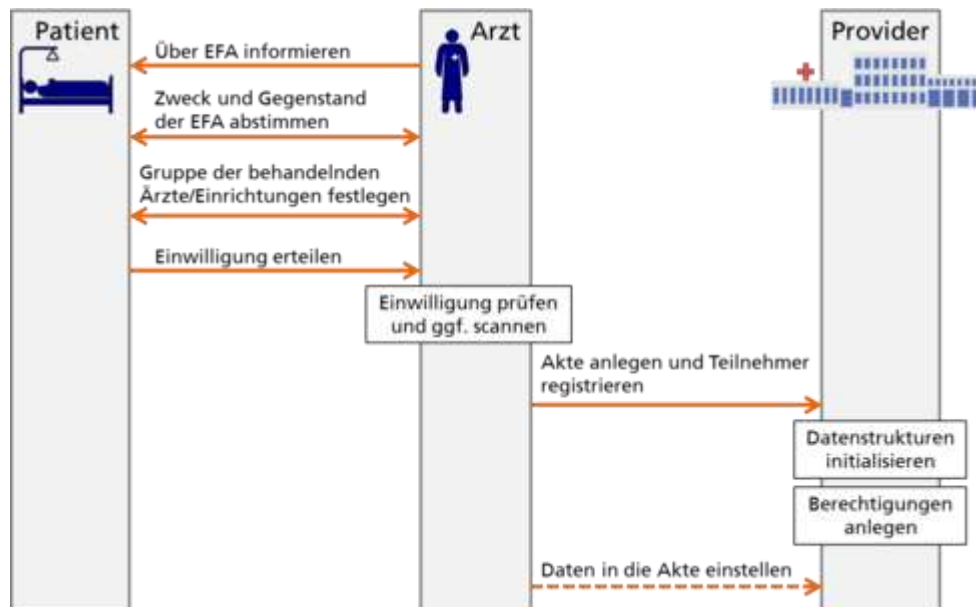 Patient
Arzt
Provider
Über EFA informieren
Zweck und Gegenstand
der EFA abstimmen
Gruppe der behandelnden
Ärzte/Einrichtungen festlegen
Einwilligung erteilen
Einwilligung prüfen
und ggf. scannen
Akte anlegen und Teilnehmer
registrieren
Datenstrukturen
initialisieren
Berechtigungen
anlegen
Daten in die Akte einstellen